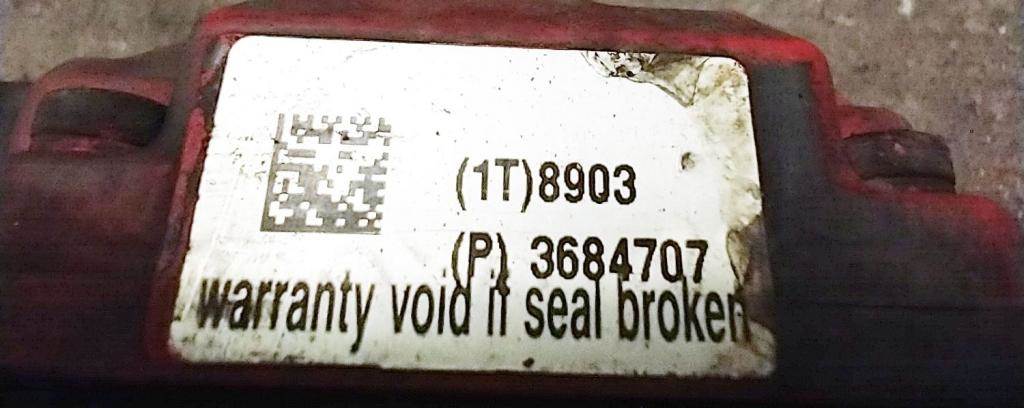 (1T)8903
(P) 3684707
warranty void if seal broken